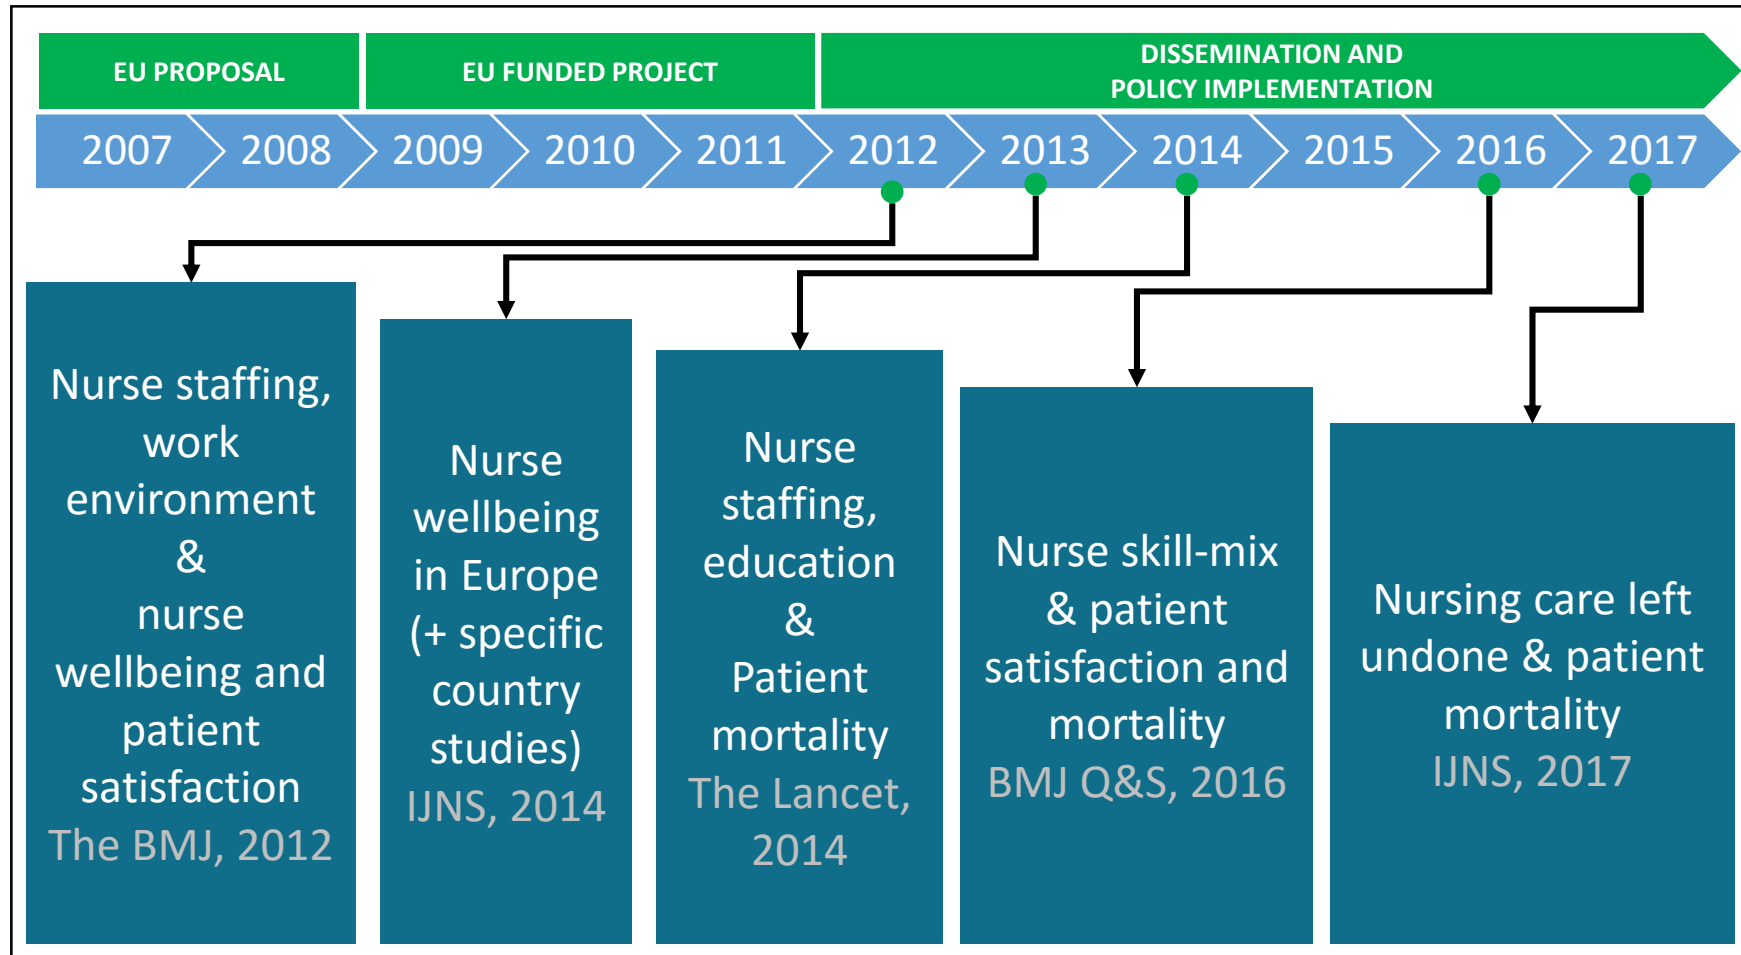 EU PROPOSAL
EU FUNDED PROJECT
DISSEMINATION AND
POLICY IMPLEMENTATION
2007
2008
2009
2010
2011
2012
2013
2014
2015
2016
2017
Nurse staffing,
work
environment
&
nurse
wellbeing and
patient
satisfaction
The BMJ, 2012
Nurse
wellbeing
in Europe
(+ specific
country
studies)
IJNS, 2014
Nurse
staffing,
education
&
Patient
mortality
The Lancet,
2014
Nurse skill-mix
& patient
satisfaction and
mortality
BMJ Q&S, 2016
Nursing care left
undone & patient
mortality
IJNS, 2017